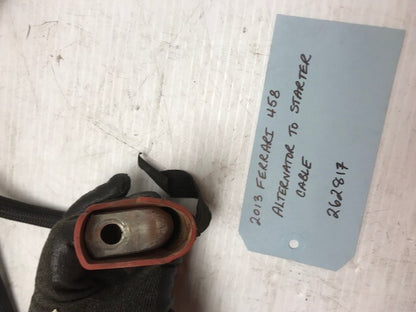 2013 FERRARI 458
ALTERNATOR TO STARTER
CABLE
262817